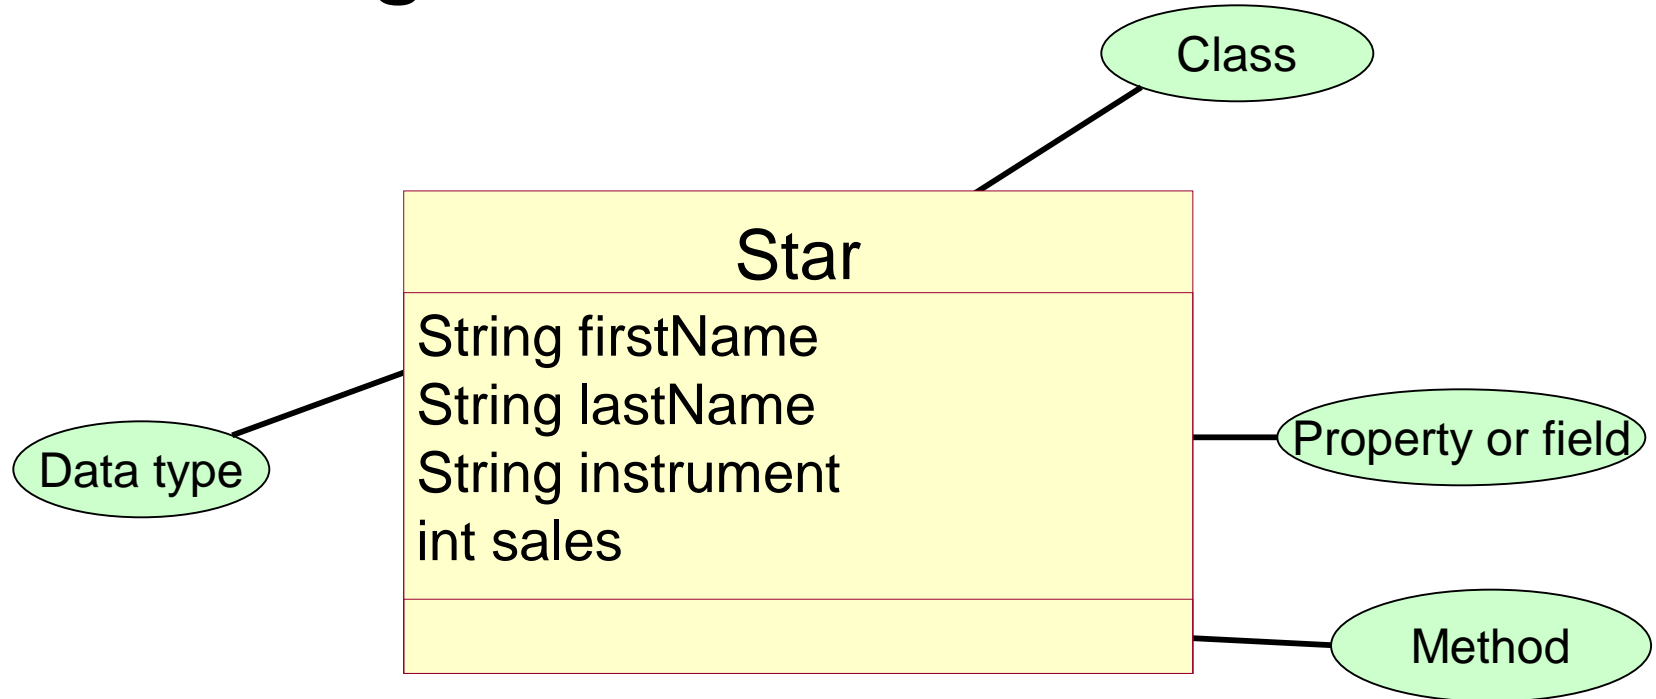 Class
Star
String firstName
String lastName
String instrument
int sales
Data type
Property or field
Method